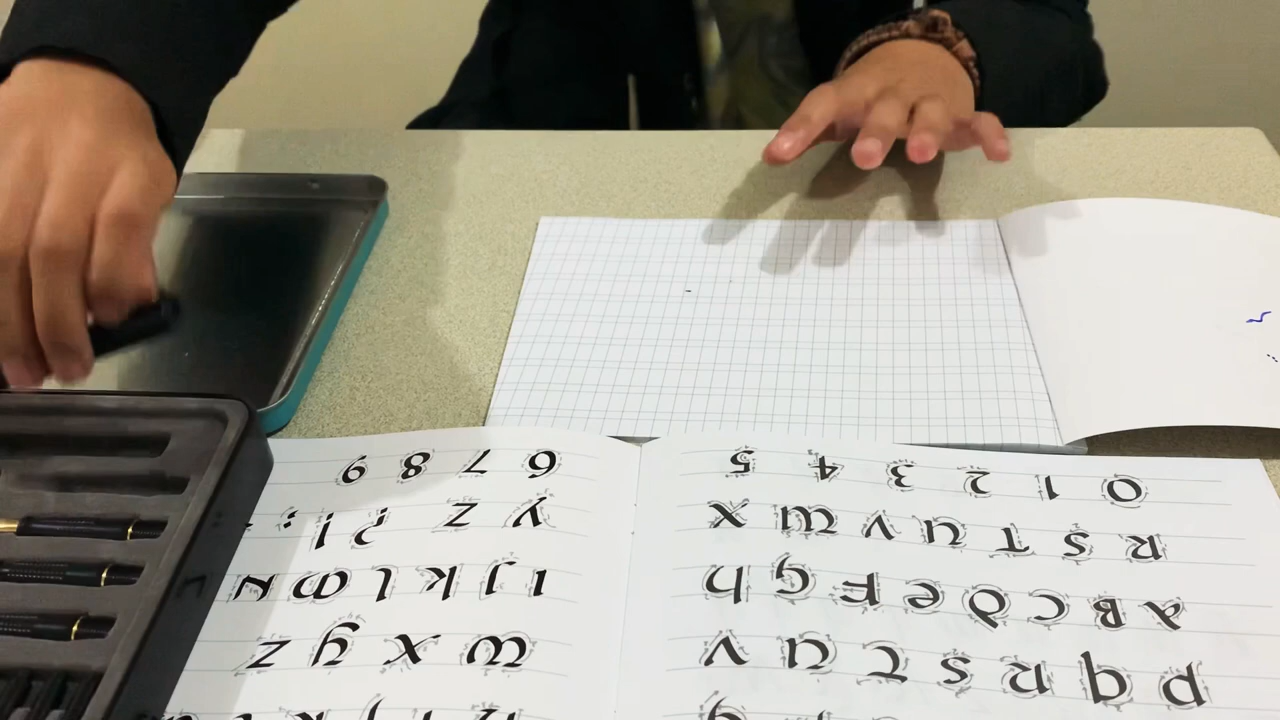 p q r s t u v
A B C D E F G H
R S T U V W X
0 1 2 3 4 5
w x y z
I J K L M N
Y Z ? ! :
6 7 8 9